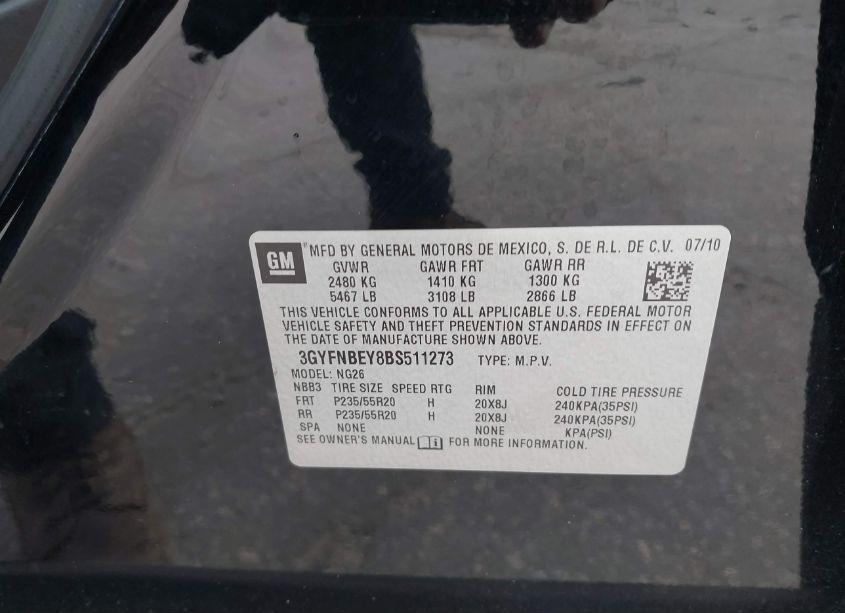 GM
® MFD BY GENERAL MOTORS DE MEXICO, S. DE R.L. DE C.V. 07/10
GVWR GAWR FRT GAWR RR
2480 KG 1410 KG 1300 KG
5467 LB 3108 LB 2866 LB
THIS VEHICLE CONFORMS TO ALL APPLICABLE U.S. FEDERAL MOTOR
VEHICLE SAFETY AND THEFT PREVENTION STANDARDS IN EFFECT ON
THE DATE OF MANUFACTURE SHOWN ABOVE.
3GYFNBEY8BS511273 TYPE: M.P.V.
MODEL: NG26
NBB3 TIRE SIZE SPEED RTG RIM COLD TIRE PRESSURE
FRT P235/55R20 H 20X8J 240KPA(35PSI)
RR P235/55R20 H 20X8J 240KPA(35PSI)
SPA NONE NONE KPA(PSI)
SEE OWNER'S MANUAL FOR MORE INFORMATION.